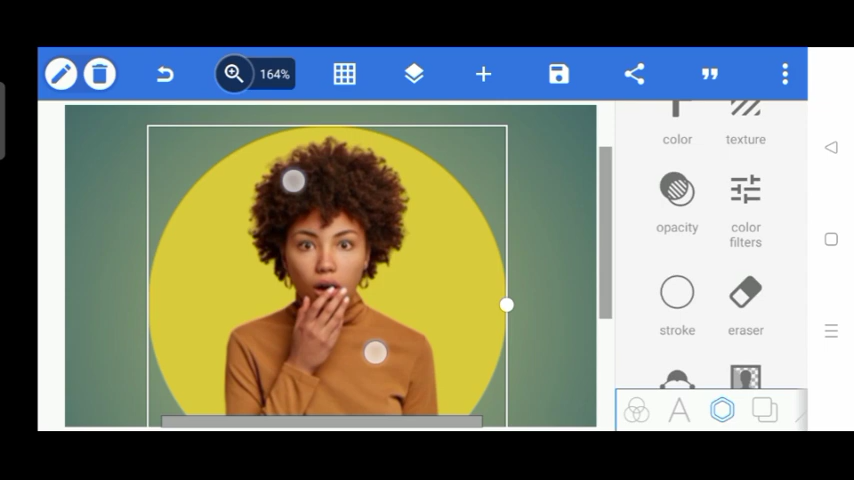 164%
color texture
opacity color
filters
stroke eraser